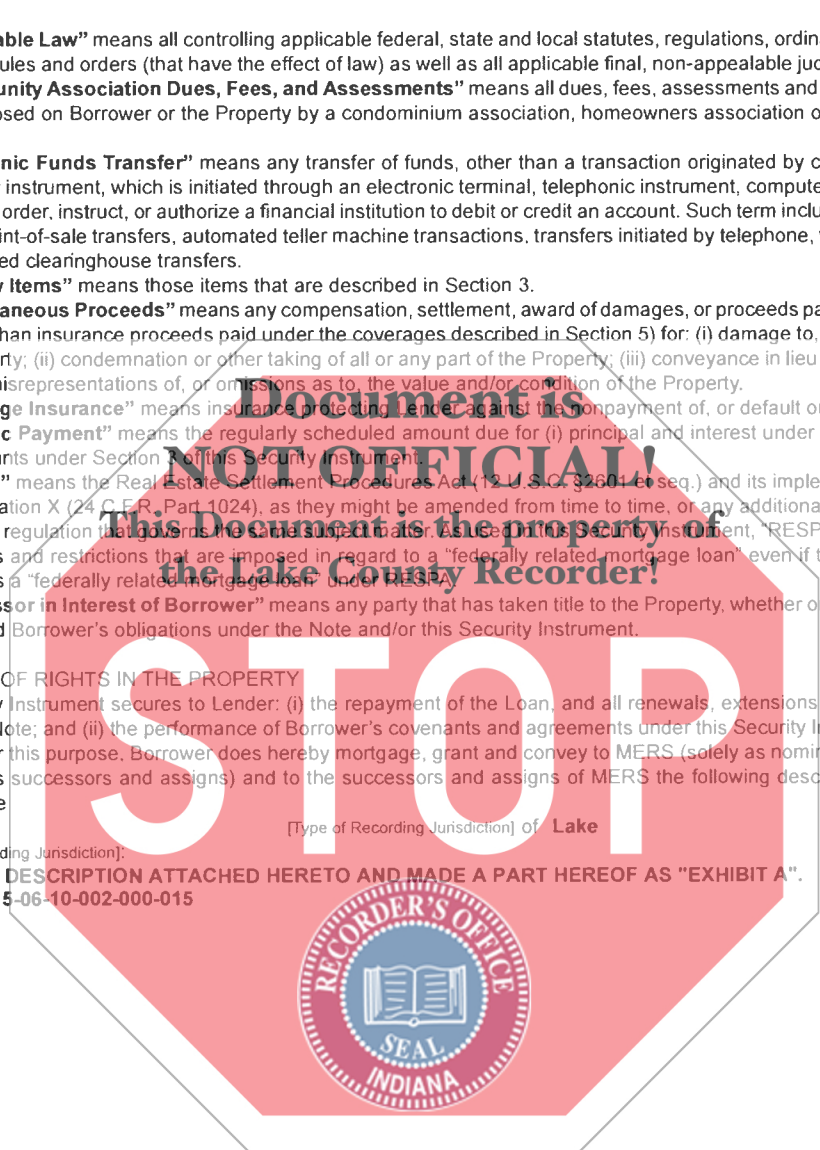 able Law” means all controlling applicable federal, state and local statutes, regulations, ordina
ules and orders (that have the effect of law) as well as all applicable final, non-appealable jud
unity Association Dues, Fees, and Assessments” means all dues, fees, assessments and
osed on Borrower or the Property by a condominium association, homeowners association o
nic Funds Transfer” means any transfer of funds, other than a transaction originated by c
r instrument, which is initiated through an electronic terminal, telephonic instrument, compute
order, instruct, or authorize a financial institution to debit or credit an account. Such term inclu
int-of-sale transfers, automated teller machine transactions, transfers initiated by telephone,
ed clearinghouse transfers.
v Items” means those items that are described in Section 3.
aneous Proceeds” means any compensation, settlement, award of damages, or proceeds pa
han insurance proceeds paid under the coverages described in Section 5) for: (i) damage to,
rty; (ii) condemnation or other taking of all or any part of the Property; (iii) conveyance in lieu
isrepresentations of, or omissions as to, the value and/or condition of the Property.
Document is
ge Insurance” means insurance protecting Lender against the nonpayment of, or default o
c Payment” means the regularly scheduled amount due for (i) principal and interest under
nts under Section 3 of this Security Instrument.
NOT OFFICIAL!
” means the Real Estate Settlement Procedures Act (12 U.S.C. §2601 et seq.) and its imple
ation X (24 C.F.R. Part 1024), as they might be amended from time to time, or any additiona
This Document is the property of
regulation that governs the same subject matter. As used in this Security Instrument, “RESP
s and restrictions that are imposed in regard to a “federally related mortgage loan” even if t
the Lake County Recorder!
s a “federally related mortgage loan” under RESPA.
ssor in Interest of Borrower” means any party that has taken title to the Property, whether o
d Borrower’s obligations under the Note and/or this Security Instrument.
STOP
OF RIGHTS IN THE PROPERTY
y Instrument secures to Lender: (i) the repayment of the Loan, and all renewals, extensions
lote; and (ii) the performance of Borrower’s covenants and agreements under this Security I
r this purpose, Borrower does hereby mortgage, grant and convey to MERS (solely as nomin
s successors and assigns) and to the successors and assigns of MERS the following desc
e
[Type of Recording Jurisdiction] of Lake
ding Jurisdiction]:
DESCRIPTION ATTACHED HERETO AND MADE A PART HEREOF AS "EXHIBIT A".
5-06-10-002-000-015
RECORDER'S OFFICE
SEAL
INDIANA